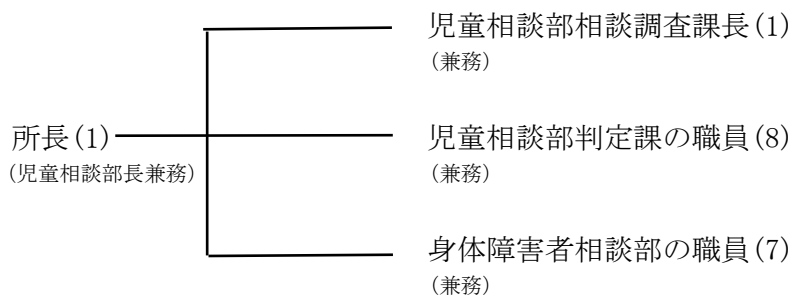 児童相談部相談調査課長(1)
(兼務)
所長(1)
(児童相談部長兼務)
児童相談部判定課の職員(8)
(兼務)
身体障害者相談部の職員(7)
(兼務)